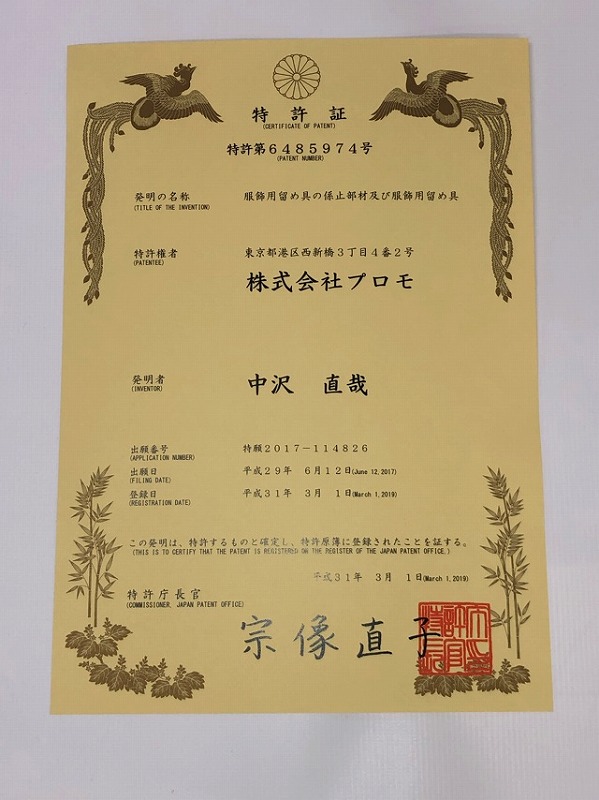 特許証
(CERTIFICATE OF PATENT)
特許第6485974号
(PATENT NUMBER)
発明の名称 服飾用留め具の係止部材及び服飾用留め具
(TITLE OF THE INVENTION)
特許権者 東京都港区西新橋3丁目4番2号
(PATENTEE)
株式会社プロモ
発明者 中沢 直哉
(INVENTOR)
出願番号 特願2017-114826
(APPLICATION NUMBER)
出願日 平成29年 6月12日(June 12, 2017)
(FILING DATE)
登録日 平成31年 3月 1日(March 1, 2019)
(REGISTRATION DATE)
この発明は、特許するものと確定し、特許原簿に登録されたことを証する。
(THIS IS TO CERTIFY THAT THE PATENT IS REGISTERED ON THE REGISTER OF THE JAPAN PATENT OFFICE.)
平成31年 3月 1日(March 1, 2019)
特許庁長官
(COMMISSIONER, JAPAN PATENT OFFICE)
宗像直子